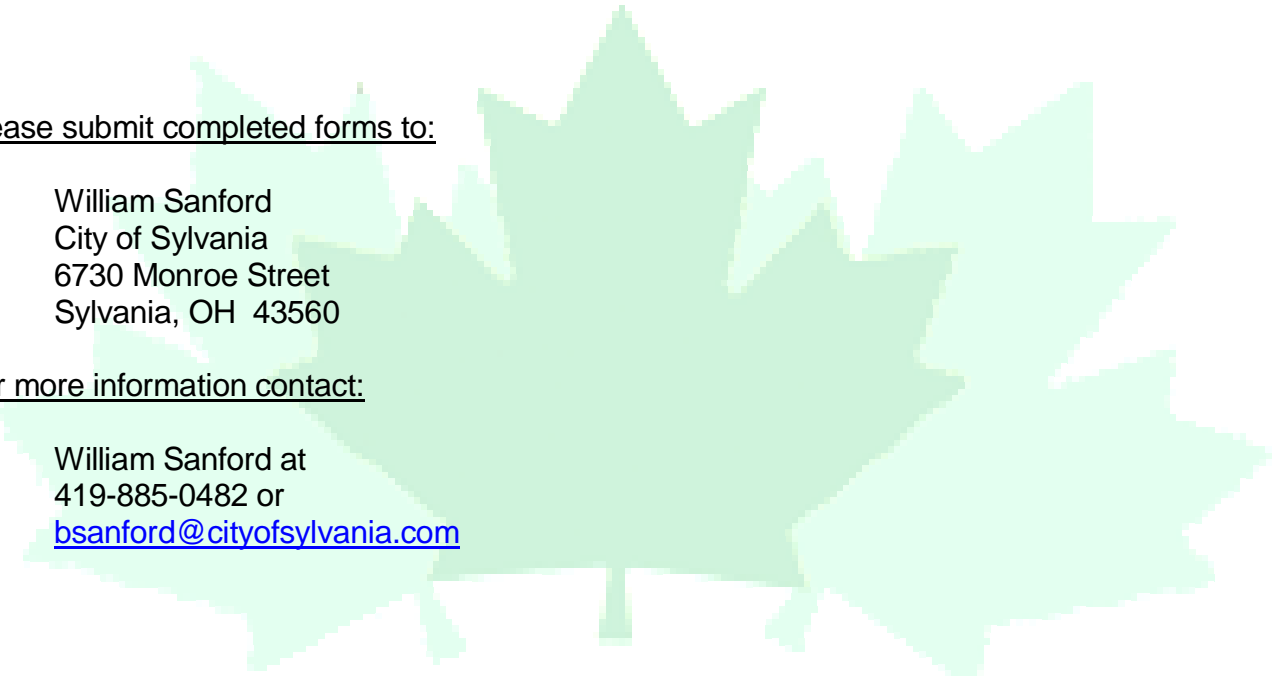 ease submit completed forms to:
William Sanford
City of Sylvania
6730 Monroe Street
Sylvania, OH  43560
r more information contact:
William Sanford at
419-885-0482 or
bsanford@cityofsylvania.com